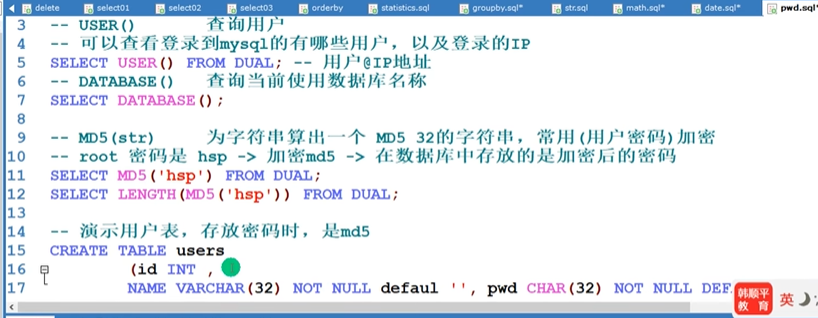 delete select01 select02 select03 orderby statistics.sql groupby.sql* str.sql math.sql* date.sql* pwd.sql*
3 -- USER() 查询用户
4 -- 可以查看登录到mysql的有哪些用户，以及登录的IP
5 SELECT USER() FROM DUAL; -- 用户@IP地址
6 -- DATABASE() 查询当前使用数据库名称
7 SELECT DATABASE();
8
9 -- MD5(str) 为字符串算出一个 MD5 32的字符串，常用(用户密码)加密
10 -- root 密码是 hsp -> 加密md5 -> 在数据库中存放的是加密后的密码
11 SELECT MD5('hsp') FROM DUAL;
12 SELECT LENGTH(MD5('hsp')) FROM DUAL;
13
14 -- 演示用户表，存放密码时，是md5
15 CREATE TABLE users
16 (id INT ,
17 NAME VARCHAR(32) NOT NULL defaul '', pwd CHAR(32) NOT NULL DEF
韩顺平
教育
英